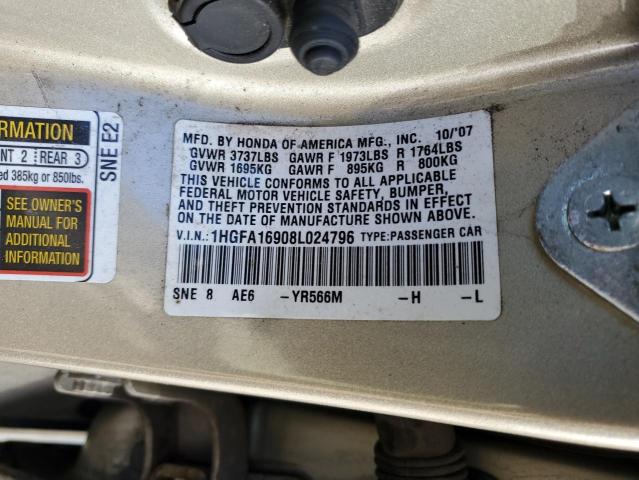 ORMATION
NT 2 REAR 3
ed 385kg or 850lbs.
SEE OWNER'S
MANUAL FOR
ADDITIONAL
INFORMATION
SNE E2
MFD. BY HONDA OF AMERICA MFG., INC. 10/'07
GVWR 3737LBS GAWR F 1973LBS R 1764LBS
GVWR 1695KG GAWR F 895KG R 800KG
THIS VEHICLE CONFORMS TO ALL APPLICABLE
FEDERAL MOTOR VEHICLE SAFETY, BUMPER,
AND THEFT PREVENTION STANDARDS IN EFFECT
ON THE DATE OF MANUFACTURE SHOWN ABOVE.
V.I.N.: 1HGFA16908L024796 TYPE:PASSENGER CAR
SNE 8 AE6 -YR566M -H -L